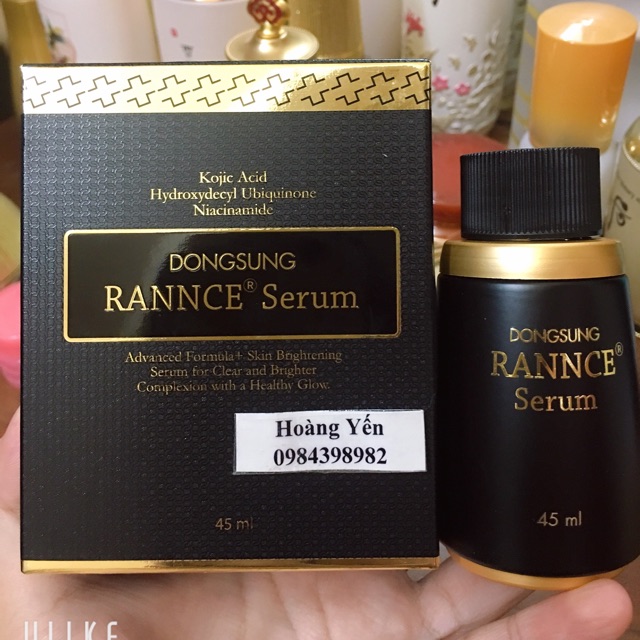 Kojic Acid
Hydroxydecyl Ubiquinone
Niacinamide
DONGSUNG
RANNCE® Serum
Advanced Formula+ Skin Brightening
Serum for Clear and Brighter
Complexion with a Healthy Glow.
Hoàng Yến
0984398982
45 ml
DONGSUNG
RANNCE®
Serum
45 ml